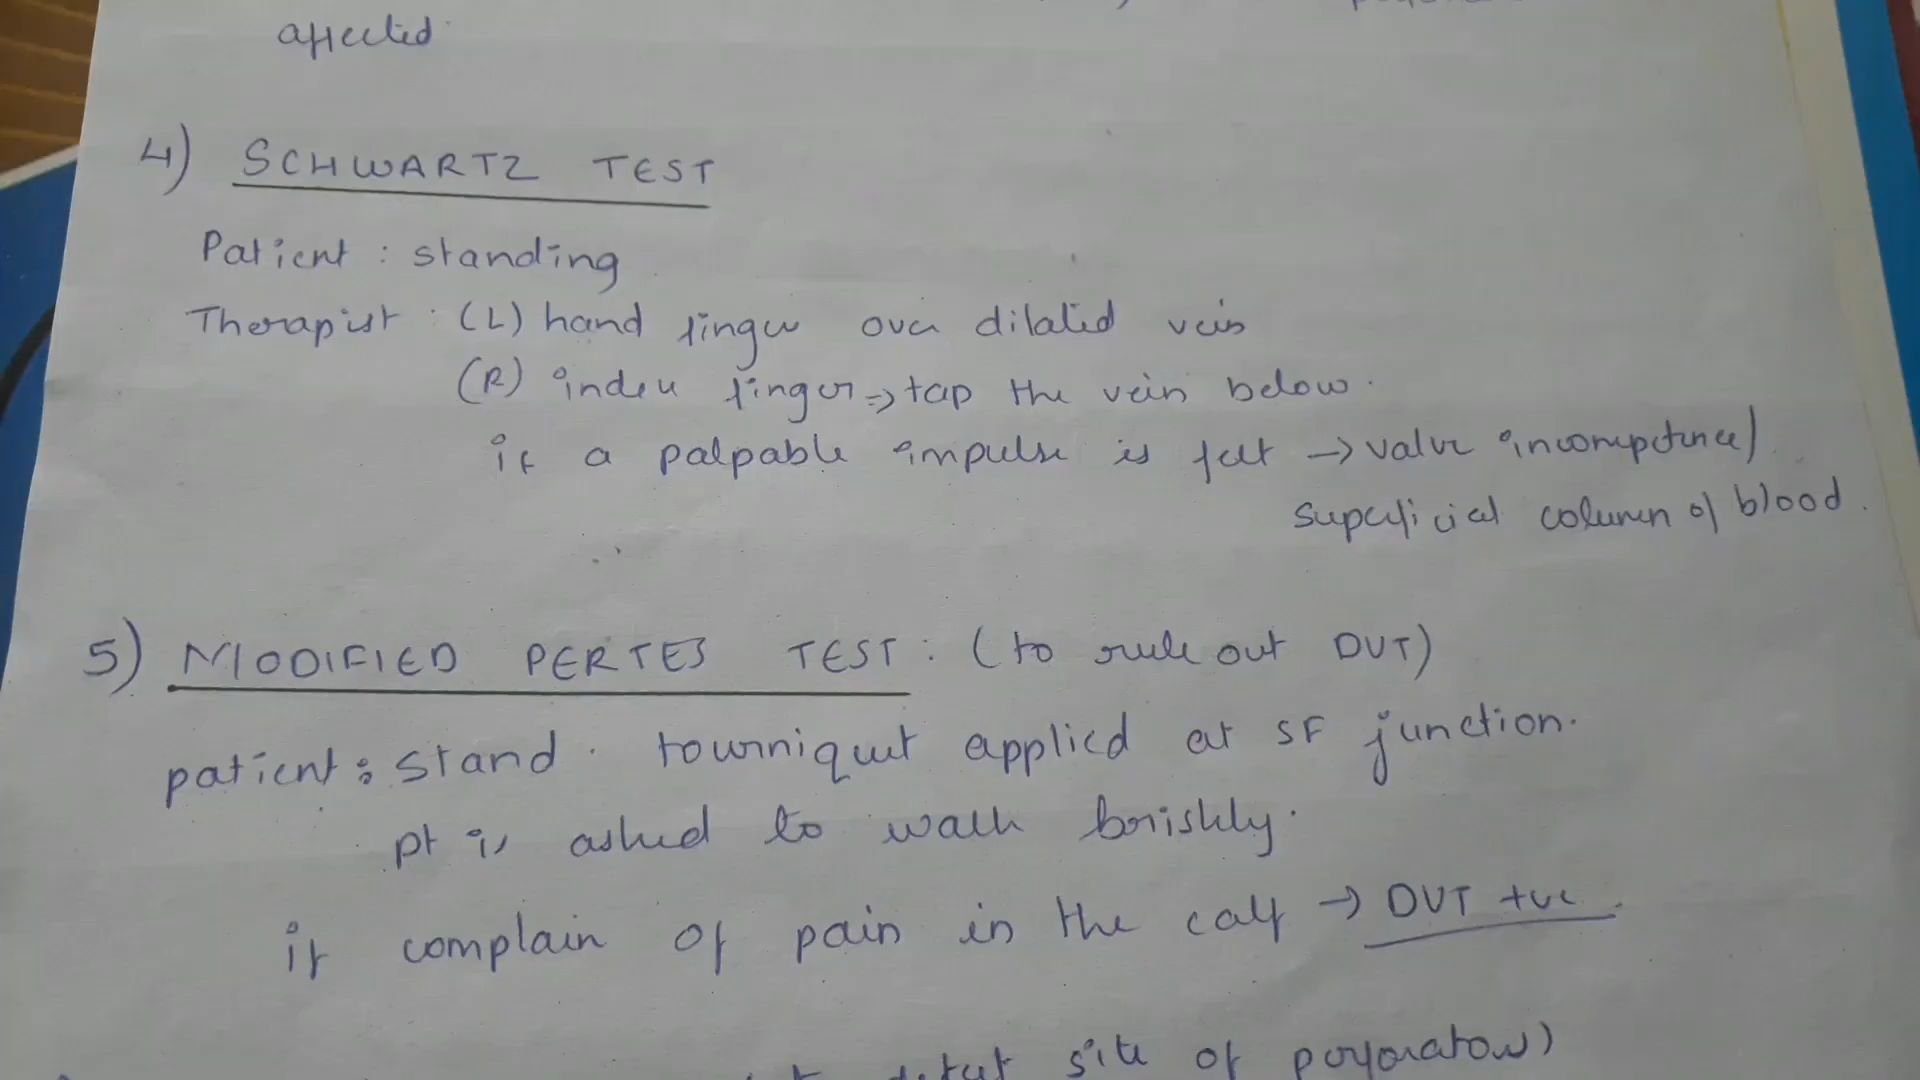 affected
4) SCHWARTZ TEST
Patient : standing
Therapist : (L) hand finger over dilated vein
(R) index finger => tap the vein below.
if a palpable impulse is felt → valve incompetence/
superficial column of blood.
5) MODIFIED PERTES TEST : (to rule out DVT)
patient : stand. tourniquet applied at SF junction.
pt is asked to walk briskly.
if complain of pain in the calf → DVT +ve.
site of perforators)